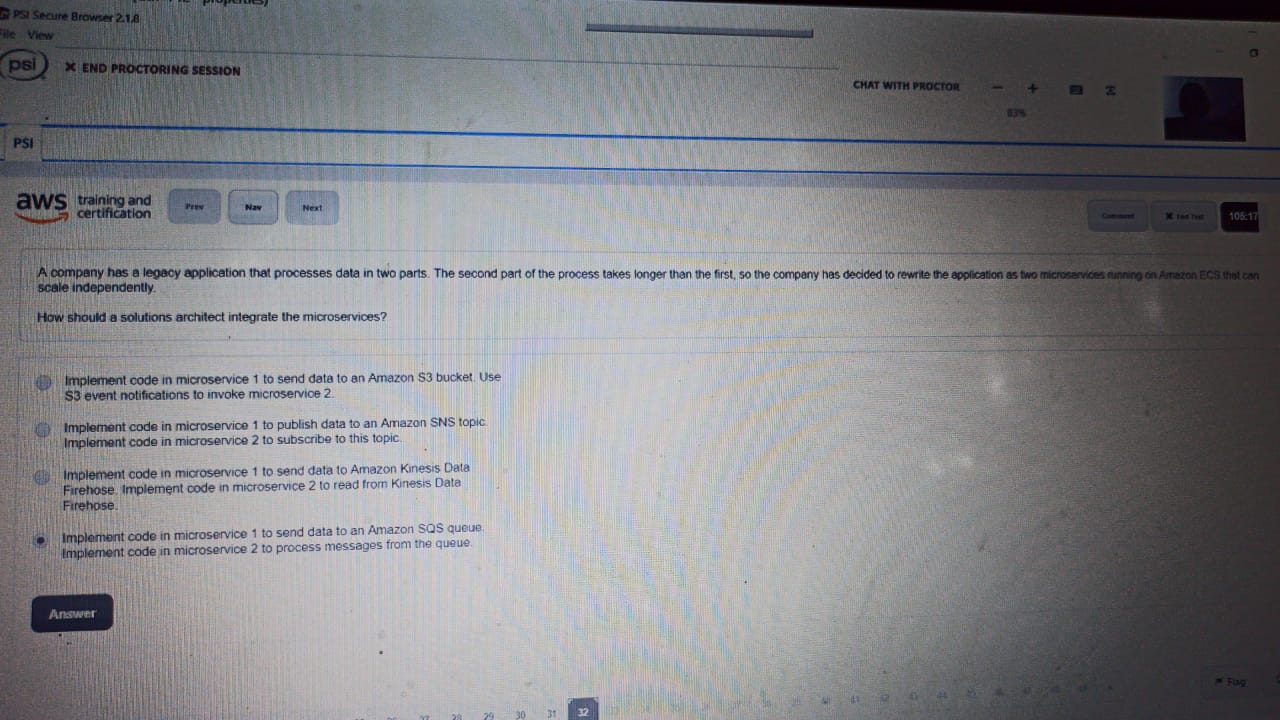 properties)
PSI Secure Browser 2.1.8
File View
psi
X END PROCTORING SESSION
CHAT WITH PROCTOR
− +
83%
PSI
aws training and
certification
Prev Nav Next
Comment
End Test
105:17
A company has a legacy application that processes data in two parts. The second part of the process takes longer than the first, so the company has decided to rewrite the application as two microservices running on Amazon ECS that can
scale independently.
How should a solutions architect integrate the microservices?
Implement code in microservice 1 to send data to an Amazon S3 bucket. Use
S3 event notifications to invoke microservice 2.
Implement code in microservice 1 to publish data to an Amazon SNS topic.
Implement code in microservice 2 to subscribe to this topic.
Implement code in microservice 1 to send data to Amazon Kinesis Data
Firehose. Implement code in microservice 2 to read from Kinesis Data
Firehose.
Implement code in microservice 1 to send data to an Amazon SQS queue.
Implement code in microservice 2 to process messages from the queue.
Answer
Flag
27 28 29 30 31 32 41 42 43 44 45